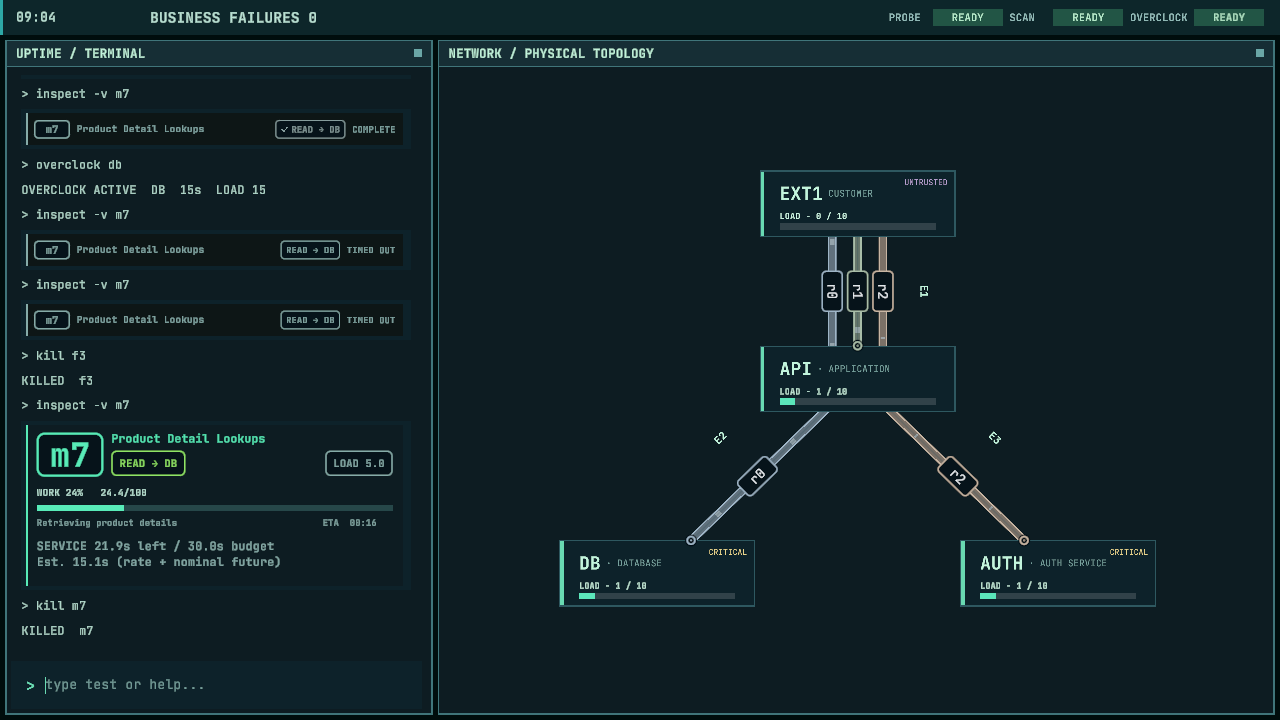 09:04
BUSINESS FAILURES 0
PROBE READY SCAN READY OVERCLOCK READY
UPTIME / TERMINAL
> inspect -v m7
m7 Product Detail Lookups ✓ READ → DB COMPLETE
> overclock db
OVERCLOCK ACTIVE DB 15s LOAD 15
> inspect -v m7
m7 Product Detail Lookups READ → DB TIMED OUT
> inspect -v m7
m7 Product Detail Lookups READ → DB TIMED OUT
> kill f3
KILLED f3
> inspect -v m7
m7 Product Detail Lookups
READ → DB LOAD 5.0
WORK 24% 24.4/100
Retrieving product details ETA 00:16
SERVICE 21.9s left / 30.0s budget
Est. 15.1s (rate + nominal future)
> kill m7
KILLED m7
> type test or help...
NETWORK / PHYSICAL TOPOLOGY
UNTRUSTED
EXT1 CUSTOMER
LOAD - 0 / 10
r0 r1 r2 E1
API · APPLICATION
LOAD - 1 / 10
E2 E3
r0 r2
CRITICAL
DB · DATABASE
LOAD - 1 / 10
CRITICAL
AUTH · AUTH SERVICE
LOAD - 1 / 10